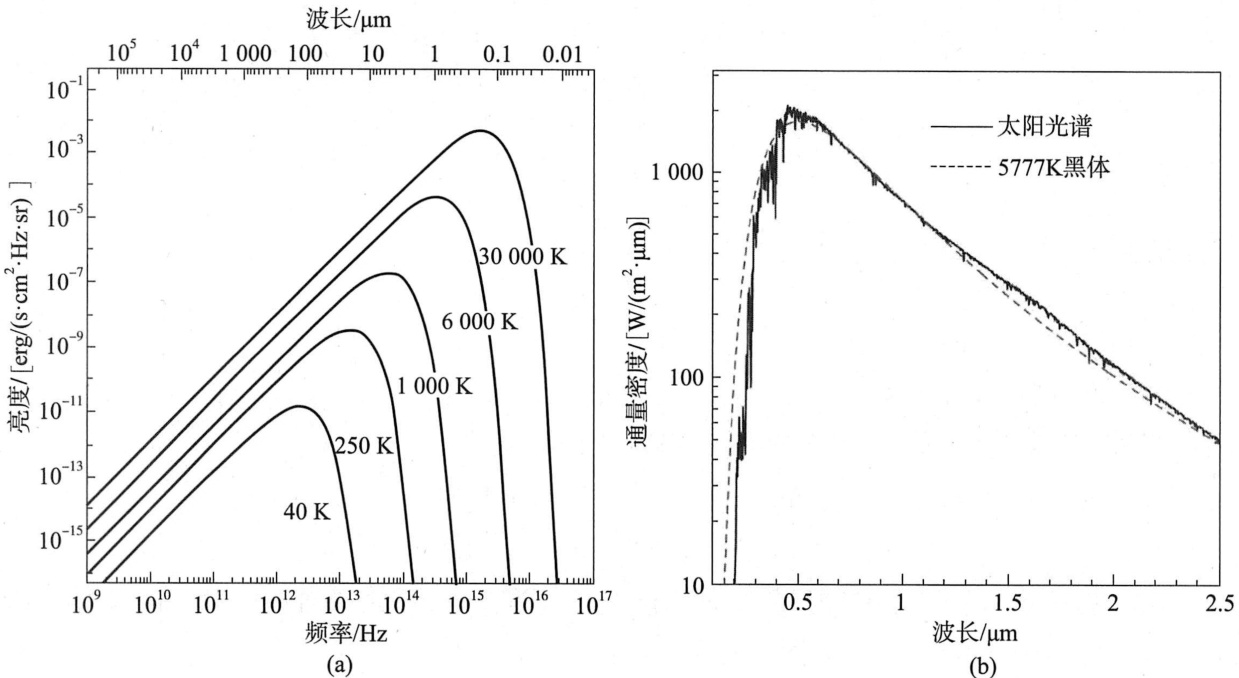 波长/μm
10⁵ 10⁴ 1 000 100 10 1 0.1 0.01
亮度/[erg/(s·cm²·Hz·sr)]
10⁻¹
10⁻³
10⁻⁵
10⁻⁷
10⁻⁹
10⁻¹¹
10⁻¹³
10⁻¹⁵
30 000 K
6 000 K
1 000 K
250 K
40 K
10⁹ 10¹⁰ 10¹¹ 10¹² 10¹³ 10¹⁴ 10¹⁵ 10¹⁶ 10¹⁷
频率/Hz
(a)
通量密度/[W/(m²·μm)]
1 000
100
10
太阳光谱
5777K黑体
0.5 1 1.5 2 2.5
波长/μm
(b)